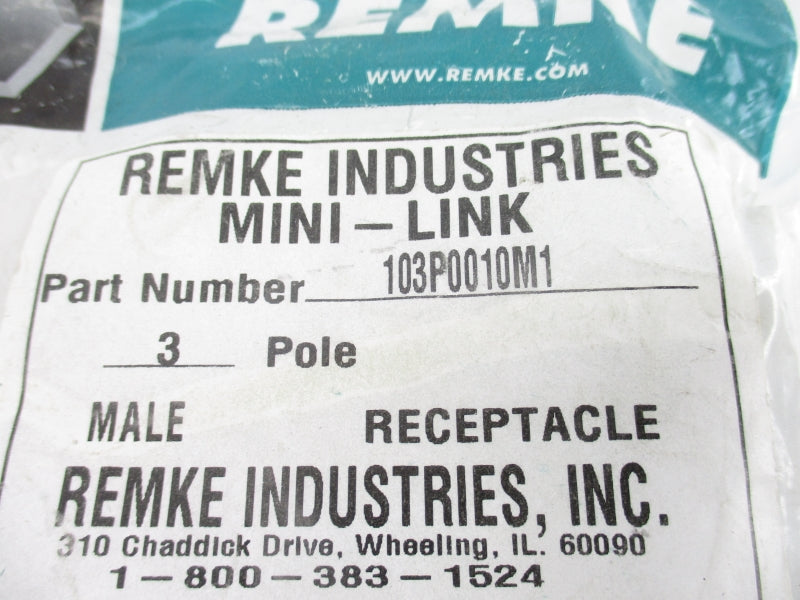 REMKE
WWW.REMKE.COM
REMKE INDUSTRIES
MINI-LINK
Part Number 103P0010M1
3 Pole
MALE RECEPTACLE
REMKE INDUSTRIES, INC.
310 Chaddick Drive, Wheeling, IL. 60090
1-800-383-1524